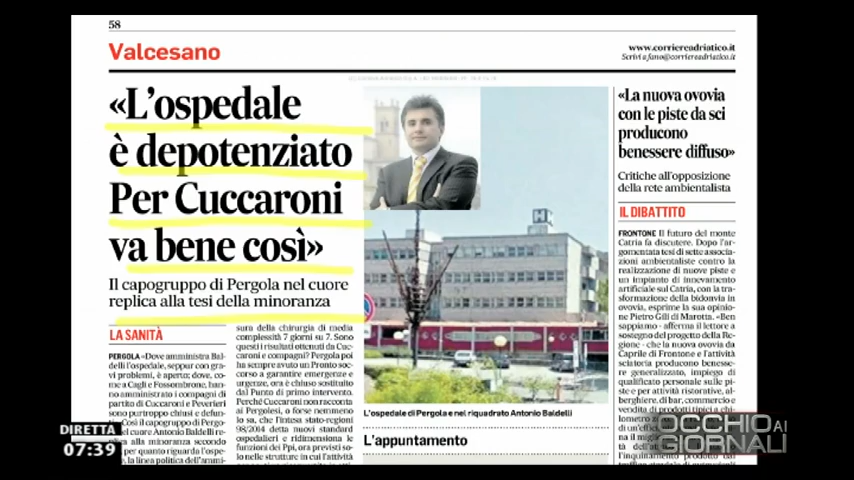 58
Valcesano
www.corriereadriatico.it
Scrivi a fano@corriereadriatico.it
«L'ospedale
è depotenziato
Per Cuccaroni
va bene così»
Il capogruppo di Pergola nel cuore
replica alla tesi della minoranza
LA SANITÀ
PERGOLA «Dove amministra Bal-
delli l'ospedale, seppur con gra-
vi problemi, è aperto; dove, co-
me a Cagli e Fossombrone, han-
no amministrato i compagni di
partito di Cuccaroni e Peverieri
sono purtroppo chiusi e defun-
Così il capogruppo di Pergo-
nel cuore Antonio Baldelli re-
alla minoranza secondo
per quanto riguarda l'ospe-
la linea politica dell'ammi-
sura della chirurgia di media
complessità 7 giorni su 7. Sono
questi i risultati ottenuti da Cuc-
caroni e compagni? Pergola poi
ha sempre avuto un Pronto soc-
corso a garantire emergenze e
urgenze, ora è chiuso sostituito
dal Punto di primo intervento.
Perché Cuccaroni non racconta
ai Pergolesi, o forse nemmeno
lo sa, che l'intesa stato-regioni
98/2014 detta nuovi standard
ospedalieri e ridimensiona le
funzioni dei Ppi, ora previsti so-
lo nelle strutture in cui l'attività
H
L'ospedale di Pergola e nel riquadrato Antonio Baldelli
L'appuntamento
«La nuova ovovia
con le piste da sci
producono
benessere diffuso»
Critiche all'opposizione
della rete ambientalista
IL DIBATTITO
FRONTONE Il futuro del monte
Catria fa discutere. Dopo l'ar-
gomentata tesi di sette associa-
zioni ambientaliste contro la
realizzazione di nuove piste e
un impianto di innevamento
artificiale sul Catria, con la tra-
sformazione della bidonvia in
ovovia, esprime la sua opinio-
ne Pietro Gili di Marotta. «Ben
sappiamo - afferma il lettore a
sostegno del progetto della Re-
gione - che la nuova ovovia da
Caprile di Frontone e l'attività
sciatoria producono benesse-
re generalizzato, impiego di
qualificato personale sulle pi-
ste e per attività ristorative, al-
berghiere, di bar, commercio e
vendita di prodotti tipici a chi-
DIRETTA
07:39
OCCHIO AI
GIORNALI